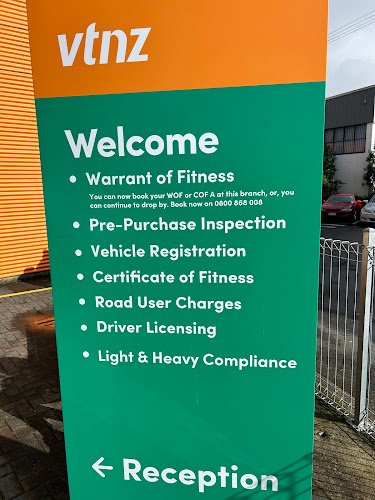 vtnz
Welcome
• Warrant of Fitness
You can now book your WOF or COF A at this branch, or, you
can continue to drop by. Book now on 0800 868 008
• Pre-Purchase Inspection
• Vehicle Registration
• Certificate of Fitness
• Road User Charges
• Driver Licensing
• Light & Heavy Compliance
← Reception